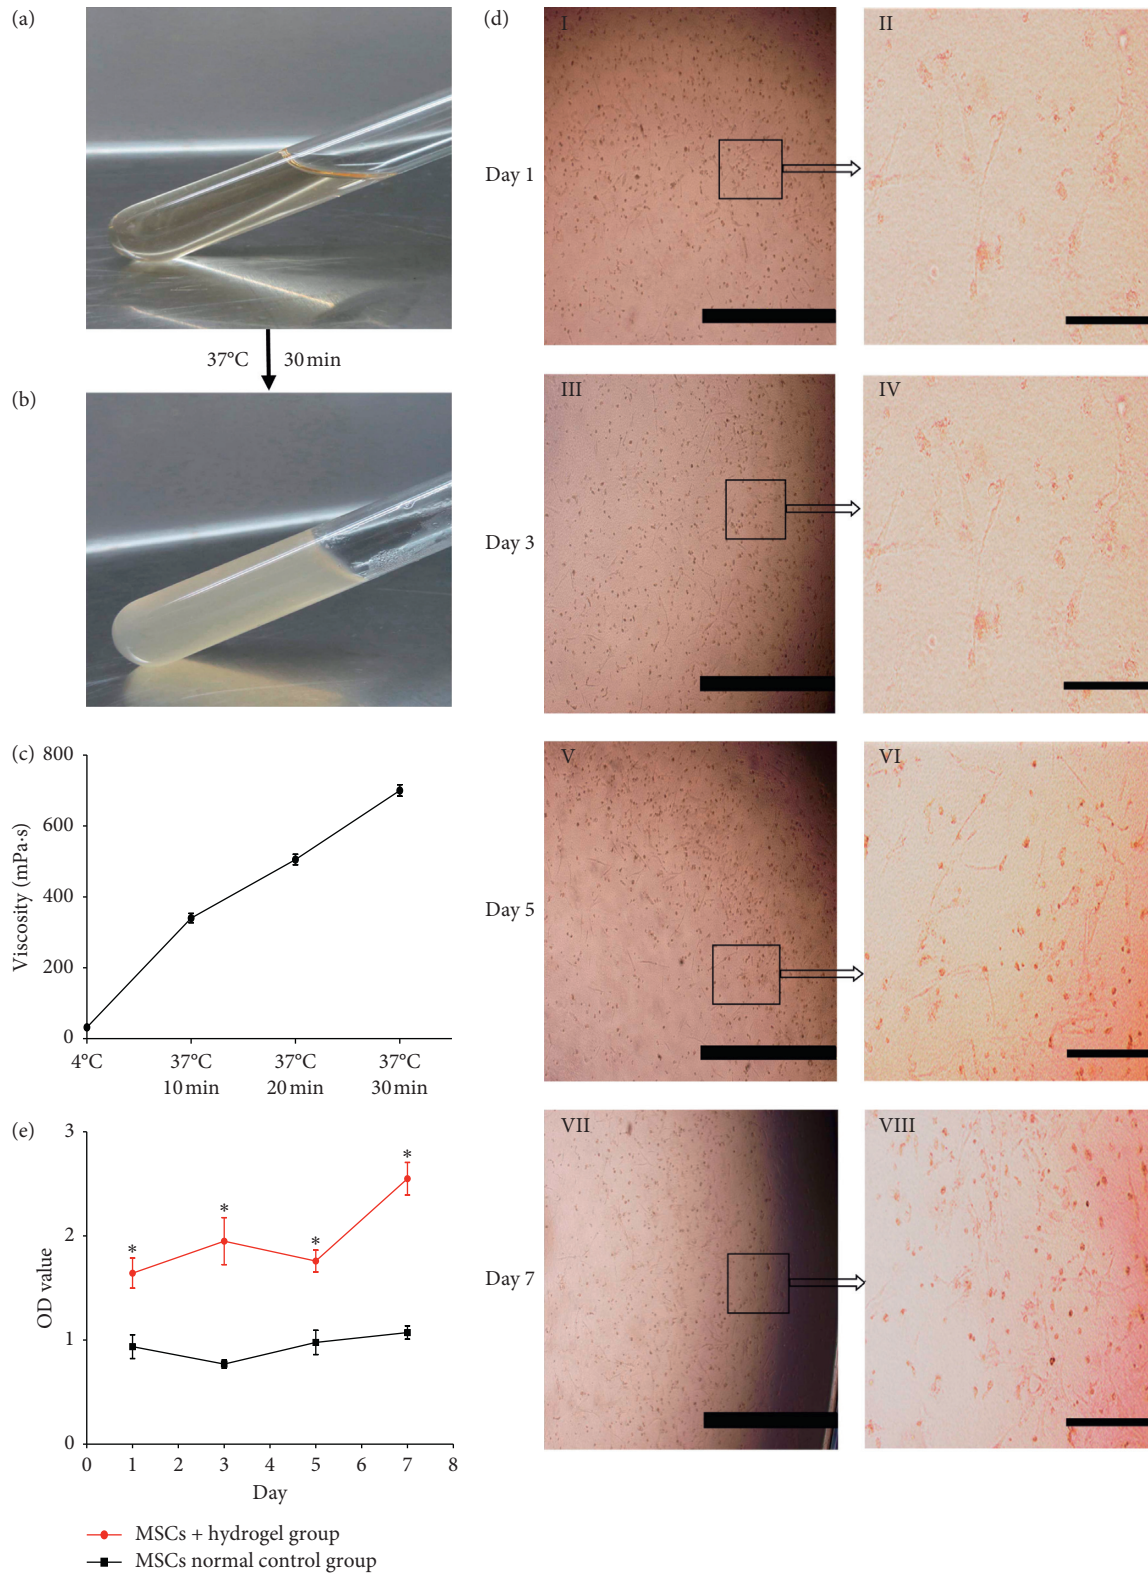 (a)
37°C 30 min
(b)
(c)
800
600
400
200
0
Viscosity (mPa·s)
4°C
37°C
10 min
37°C
20 min
37°C
30 min
(e)
3
2
1
0
OD value
0 1 2 3 4 5 6 7 8
Day
* * * *
MSCs + hydrogel group
MSCs normal control group
(d)
Day 1
I
II
Day 3
III
IV
Day 5
V
VI
Day 7
VII
VIII